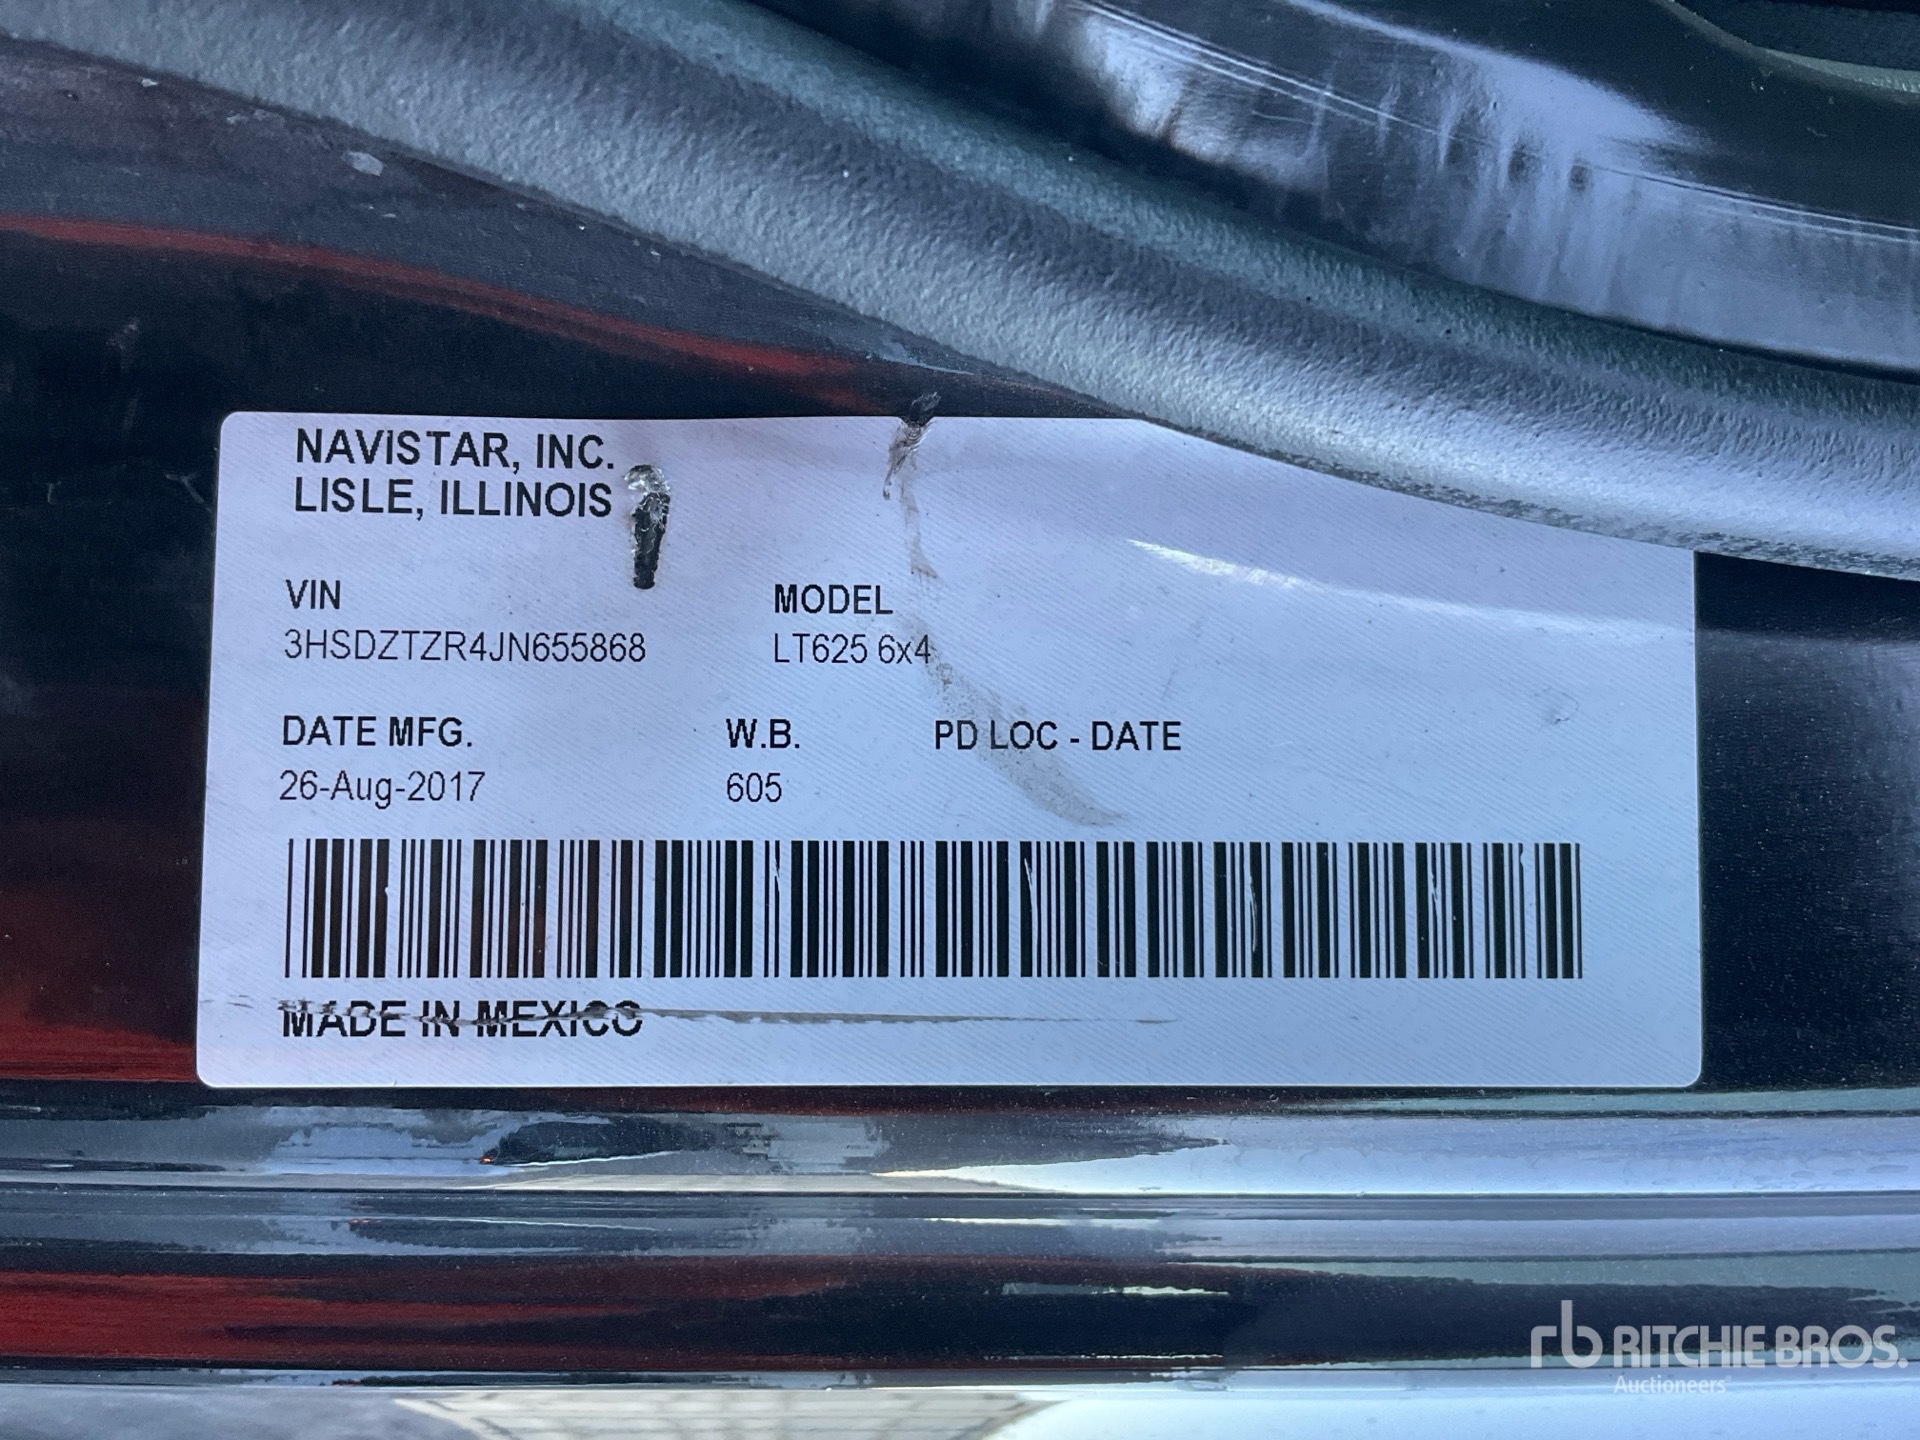 NAVISTAR, INC.
LISLE, ILLINOIS
VIN MODEL
3HSDZTZR4JN655868 LT625 6x4
DATE MFG. W.B. PD LOC - DATE
26-Aug-2017 605
MADE IN MEXICO
rb RITCHIE BROS.
Auctioneers